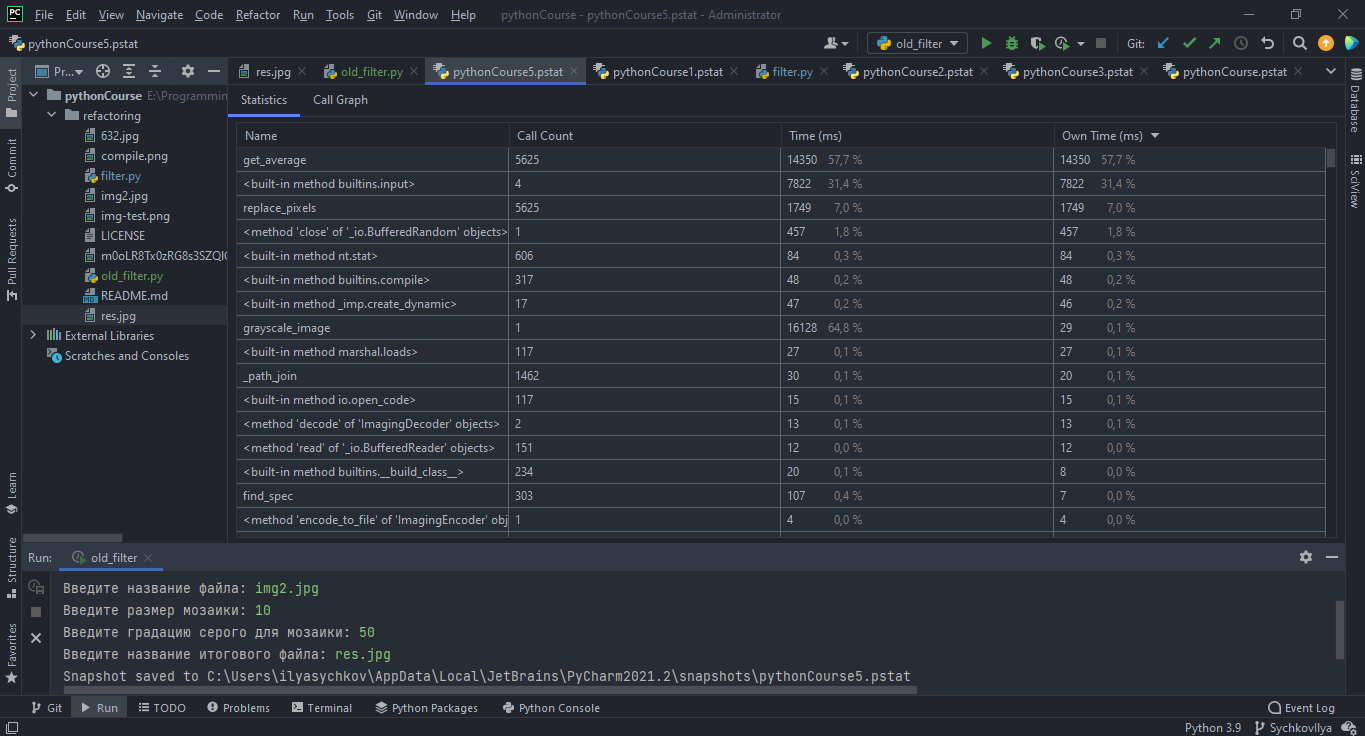 PC File Edit View Navigate Code Refactor Run Tools Git Window Help pythonCourse - pythonCourse5.pstat - Administrator
pythonCourse5.pstat old_filter Git:
Project Pr... res.jpg old_filter.py pythonCourse5.pstat pythonCourse1.pstat filter.py pythonCourse2.pstat pythonCourse3.pstat pythonCourse.pstat
Commit
Pull Requests
Learn
Structure
Favorites
Database
SciView
pythonCourse E:\Programmin
refactoring
632.jpg
compile.png
filter.py
img2.jpg
img-test.png
LICENSE
m0oLR8Tx0zRG8s3SZQI
old_filter.py
README.md
res.jpg
External Libraries
Scratches and Consoles
Statistics Call Graph
Name Call Count Time (ms) Own Time (ms)
get_average 5625 14350 57,7 % 14350 57,7 %
<built-in method builtins.input> 4 7822 31,4 % 7822 31,4 %
replace_pixels 5625 1749 7,0 % 1749 7,0 %
<method 'close' of '_io.BufferedRandom' objects> 1 457 1,8 % 457 1,8 %
<built-in method nt.stat> 606 84 0,3 % 84 0,3 %
<built-in method builtins.compile> 317 48 0,2 % 48 0,2 %
<built-in method _imp.create_dynamic> 17 47 0,2 % 46 0,2 %
grayscale_image 1 16128 64,8 % 29 0,1 %
<built-in method marshal.loads> 117 27 0,1 % 27 0,1 %
_path_join 1462 30 0,1 % 20 0,1 %
<built-in method io.open_code> 117 15 0,1 % 15 0,1 %
<method 'decode' of 'ImagingDecoder' objects> 2 13 0,1 % 13 0,1 %
<method 'read' of '_io.BufferedReader' objects> 151 12 0,0 % 12 0,0 %
<built-in method builtins.__build_class__> 234 20 0,1 % 8 0,0 %
find_spec 303 107 0,4 % 7 0,0 %
<method 'encode_to_file' of 'ImagingEncoder' obj 1 4 0,0 % 4 0,0 %
Run: old_filter
Введите название файла: img2.jpg
Введите размер мозаики: 10
Введите градацию серого для мозаики: 50
Введите название итогового файла: res.jpg
Snapshot saved to C:\Users\ilyasychkov\AppData\Local\JetBrains\PyCharm2021.2\snapshots\pythonCourse5.pstat
Git Run TODO Problems Terminal Python Packages Python Console Event Log
Python 3.9 SychkovIlya